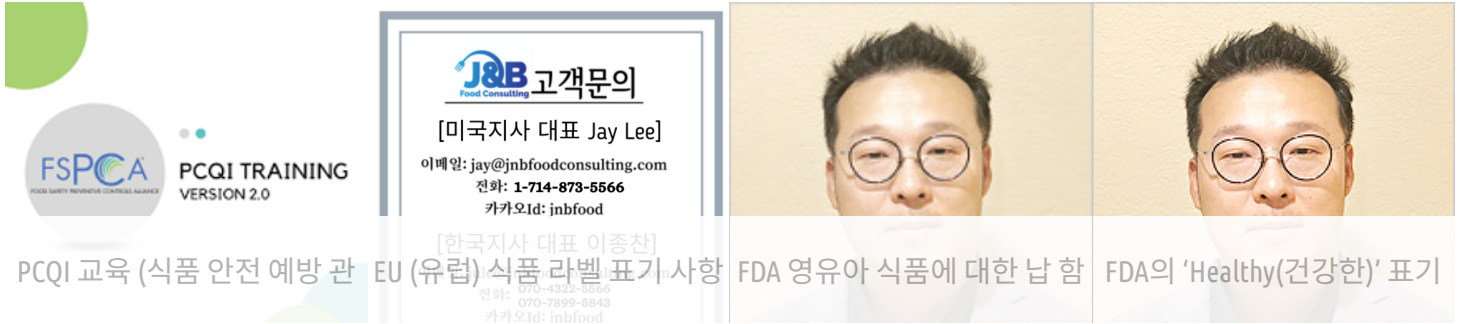 FSPCA
FOOD SAFETY PREVENTIVE CONTROLS ALLIANCE
PCQI TRAINING
VERSION 2.0
PCQI 교육 (식품 안전 예방 관
J&B
Food Consulting
고객문의
[미국지사 대표 Jay Lee]
이메일: jay@jnbfoodconsulting.com
전화: 1-714-873-5566
카카오Id: jnbfood
[한국지사 대표 이종찬]
EU (유럽) 식품 라벨 표기 사항
전화: 070-4322-5566
070-7899-5843
카카오Id: jnbfood
FDA 영유아 식품에 대한 납 함
FDA의 ‘Healthy(건강한)’ 표기